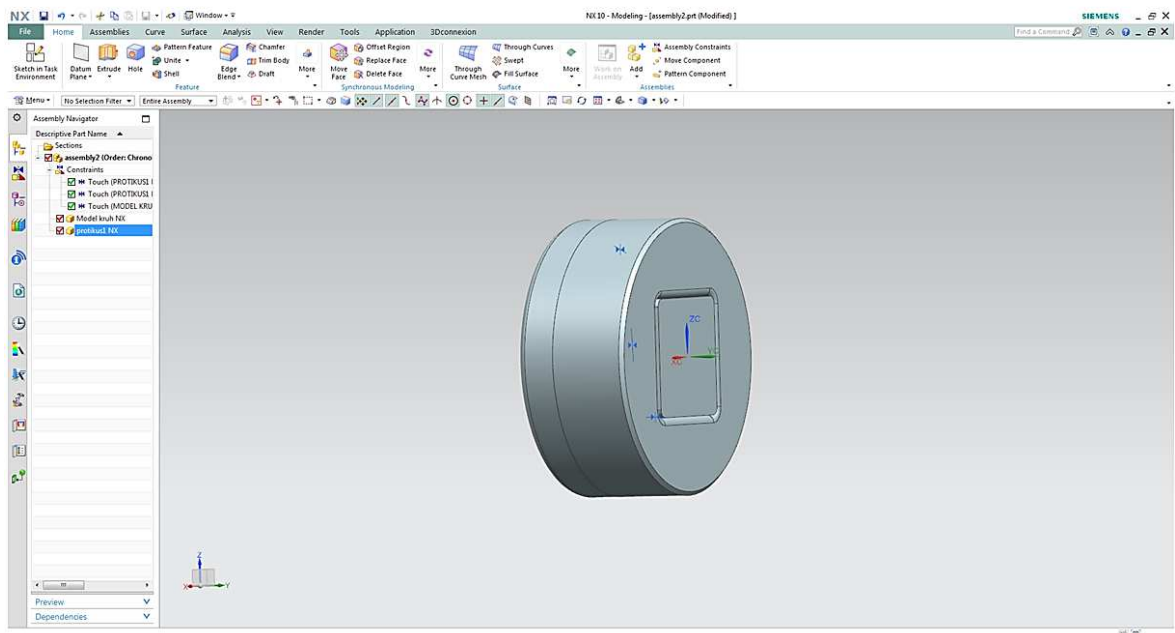 NX Window NX 10 - Modeling - [assembly2.prt (Modified) ] SIEMENS
File Home Assemblies Curve Surface Analysis View Render Tools Application 3Dconnexion Find a Command
Sketch in Task Environment
Datum Plane
Extrude
Hole
Pattern Feature
Unite
Shell
Edge Blend
Chamfer
Trim Body
Draft
More
Feature
Move Face
Offset Region
Replace Face
Delete Face
More
Synchronous Modeling
Through Curve Mesh
Through Curves
Swept
Fill Surface
More
Surface
Work on Assembly
Add
Assembly Constraints
Move Component
Pattern Component
Assemblies
Menu No Selection Filter Entire Assembly
Assembly Navigator
Descriptive Part Name
Sections
assembly2 (Order: Chrono
Constraints
Touch (PROTIKUS1
Touch (PROTIKUS1
Touch (MODEL KRU
Model kruh NX
protikus1 NX
ZC
XC YC
Z
X Y
Preview
Dependencies